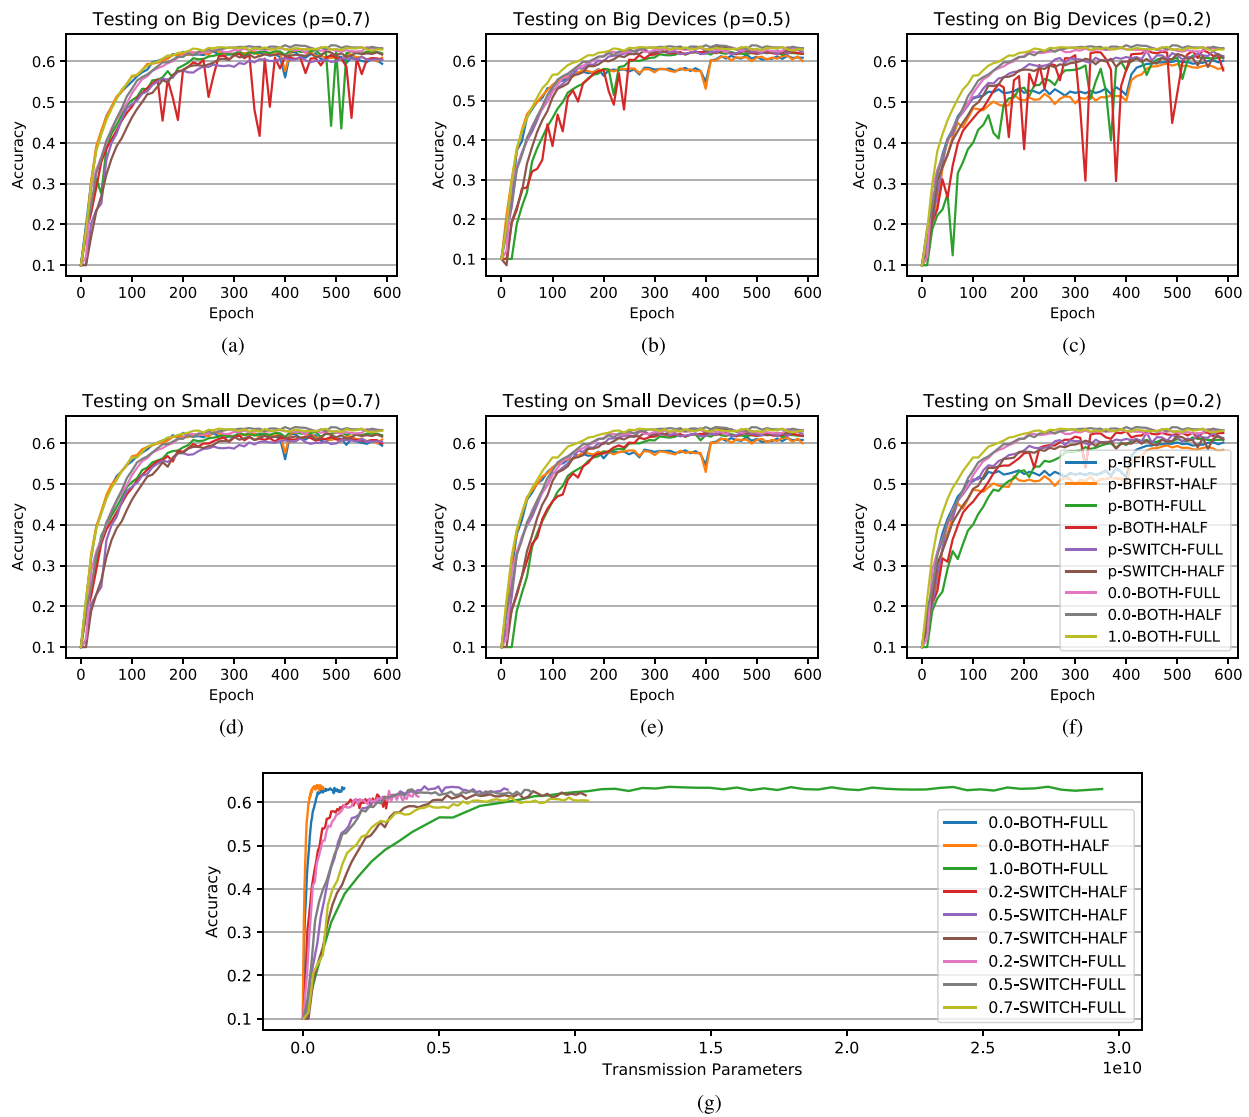 Testing on Big Devices (p=0.7)
Testing on Big Devices (p=0.5)
Testing on Big Devices (p=0.2)
0.6
0.5
0.4
0.3
0.2
0.1
Accuracy
0 100 200 300 400 500 600
Epoch
(a)
0.6
0.5
0.4
0.3
0.2
0.1
Accuracy
0 100 200 300 400 500 600
Epoch
(b)
0.6
0.5
0.4
0.3
0.2
0.1
Accuracy
0 100 200 300 400 500 600
Epoch
(c)
Testing on Small Devices (p=0.7)
Testing on Small Devices (p=0.5)
Testing on Small Devices (p=0.2)
0.6
0.5
0.4
0.3
0.2
0.1
Accuracy
0 100 200 300 400 500 600
Epoch
(d)
0.6
0.5
0.4
0.3
0.2
0.1
Accuracy
0 100 200 300 400 500 600
Epoch
(e)
0.6
0.5
0.4
0.3
0.2
0.1
Accuracy
p-BFIRST-FULL
p-BFIRST-HALF
p-BOTH-FULL
p-BOTH-HALF
p-SWITCH-FULL
p-SWITCH-HALF
0.0-BOTH-FULL
0.0-BOTH-HALF
1.0-BOTH-FULL
0 100 200 300 400 500 600
Epoch
(f)
0.6
0.5
0.4
0.3
0.2
0.1
Accuracy
0.0-BOTH-FULL
0.0-BOTH-HALF
1.0-BOTH-FULL
0.2-SWITCH-HALF
0.5-SWITCH-HALF
0.7-SWITCH-HALF
0.2-SWITCH-FULL
0.5-SWITCH-FULL
0.7-SWITCH-FULL
0.0 0.5 1.0 1.5 2.0 2.5 3.0
Transmission Parameters
1e10
(g)